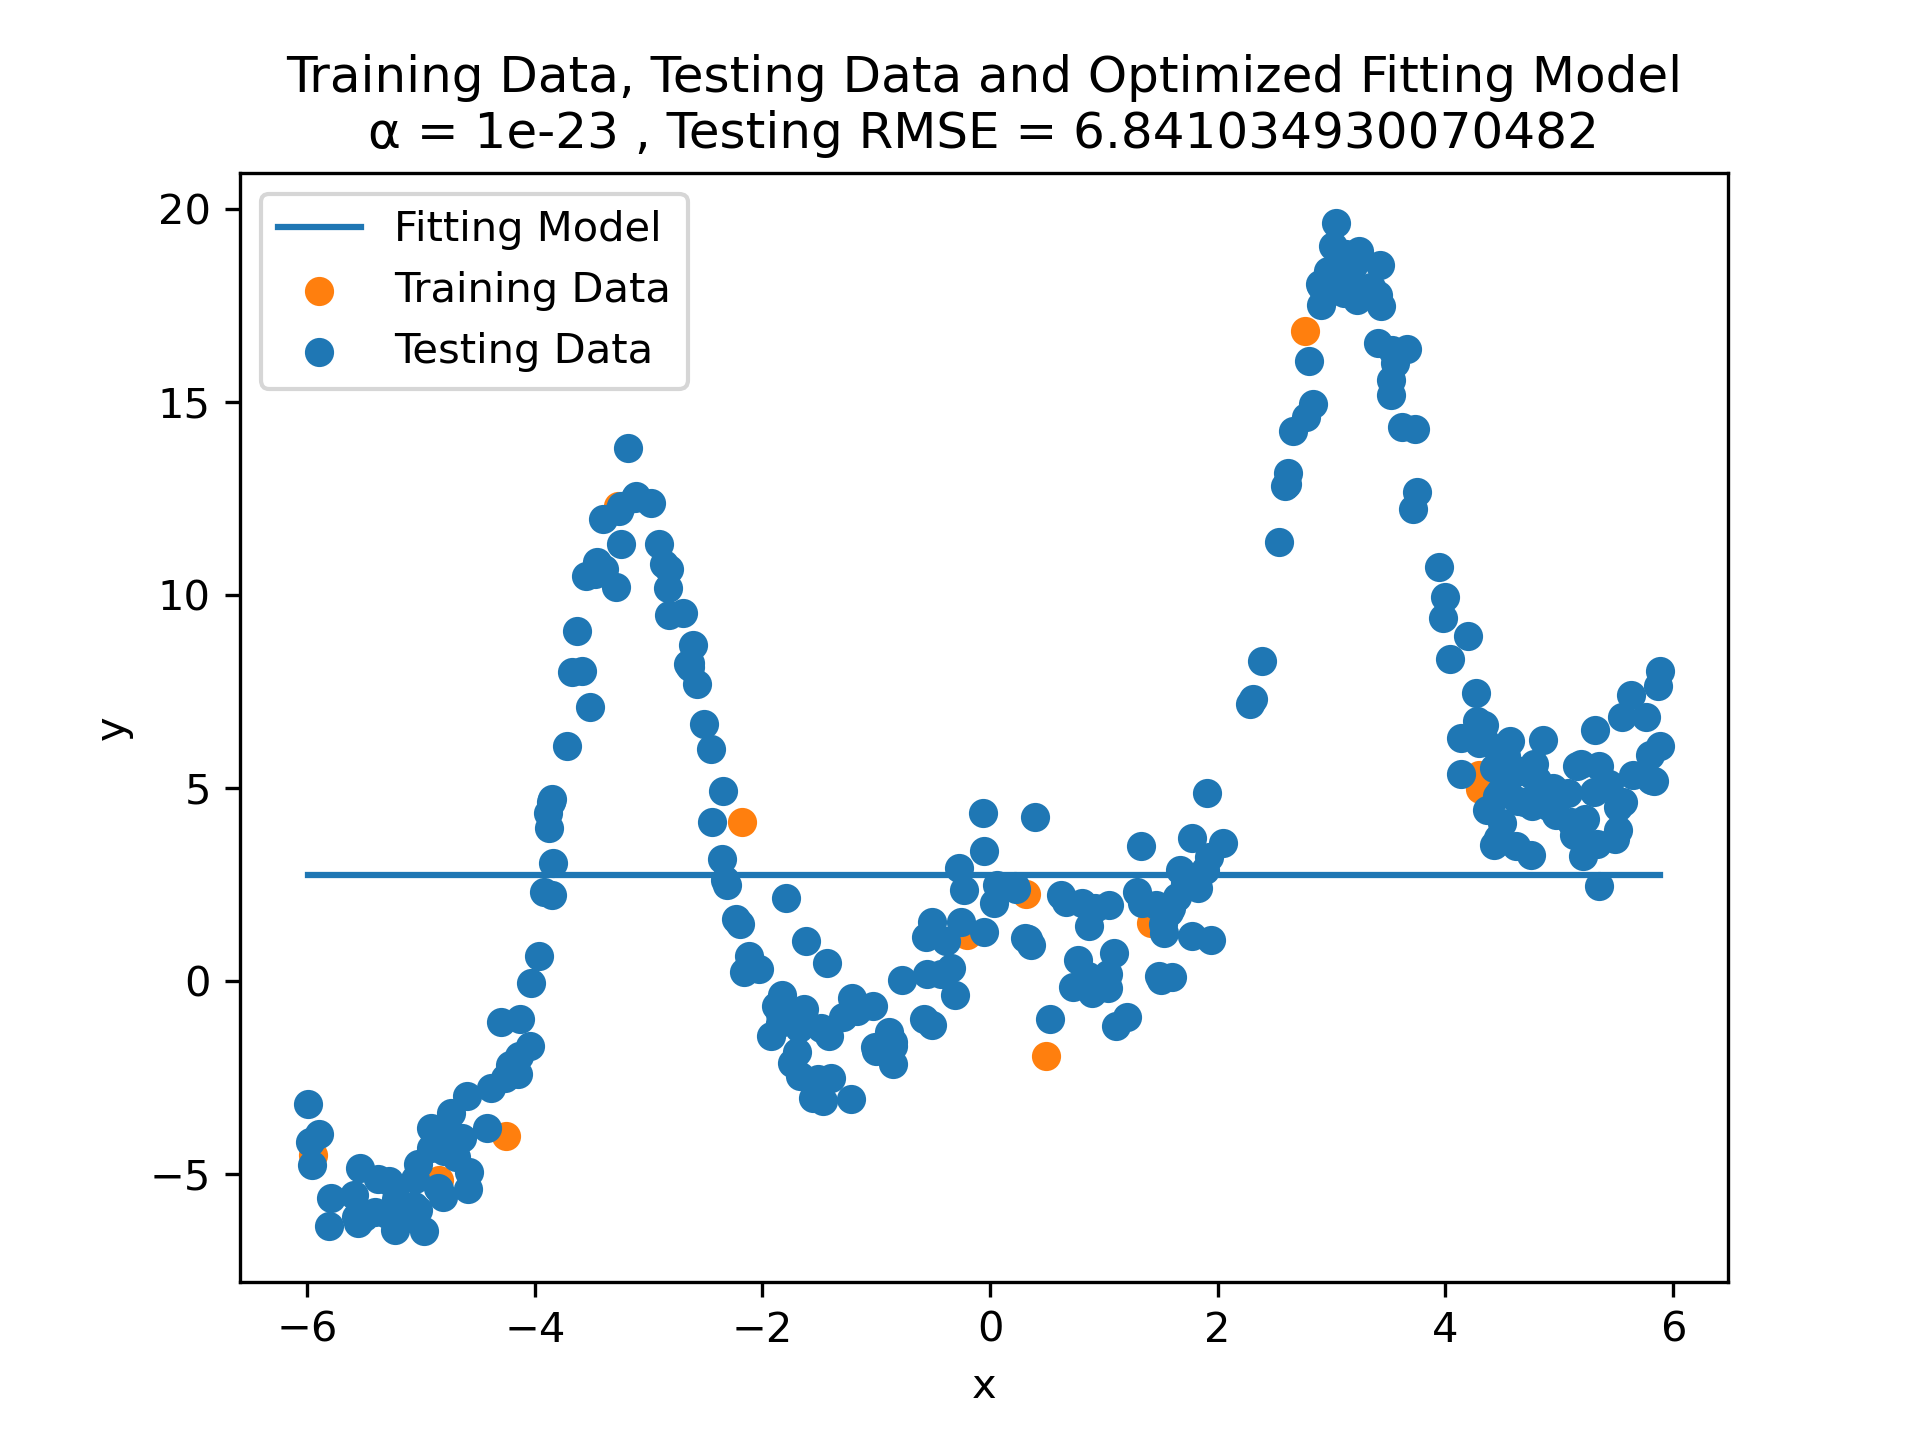 Training Data, Testing Data and Optimized Fitting Model
α = 1e-23 , Testing RMSE = 6.841034930070482
Fitting Model
Training Data
Testing Data
20
15
10
5
0
−5
y
−6
−4
−2
0
2
4
6
x